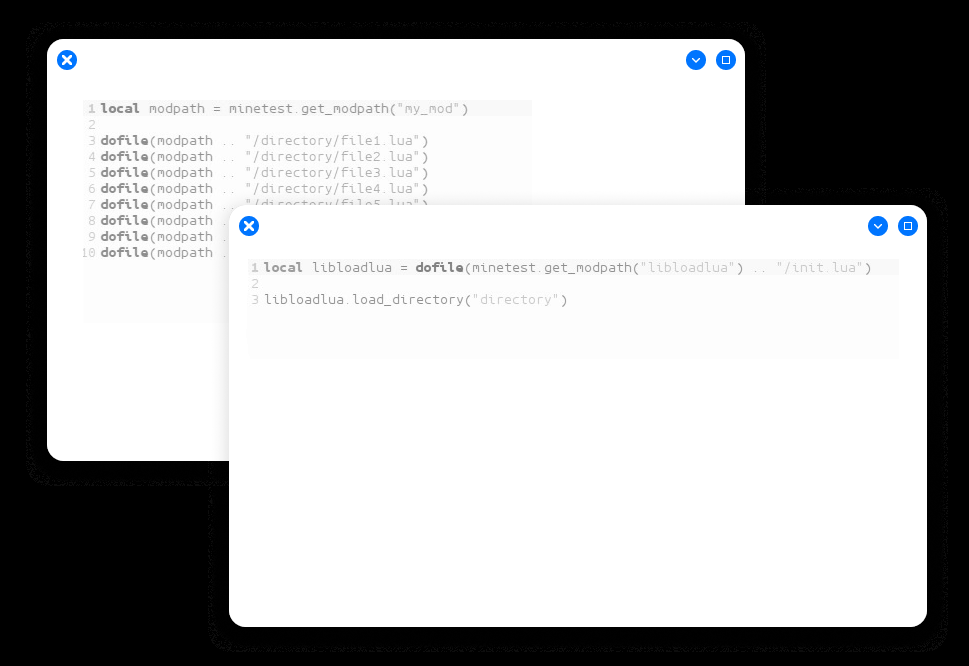 1 local modpath = minetest.get_modpath("my_mod")
2
3 dofile(modpath .. "/directory/file1.lua")
4 dofile(modpath .. "/directory/file2.lua")
5 dofile(modpath .. "/directory/file3.lua")
6 dofile(modpath .. "/directory/file4.lua")
7 dofile(modpath .. "/directory/file5.lua")
8 dofile(modpath .
9 dofile(modpath .
10 dofile(modpath .
1 local libloadlua = dofile(minetest.get_modpath("libloadlua") .. "/init.lua")
2
3 libloadlua.load_directory("directory")